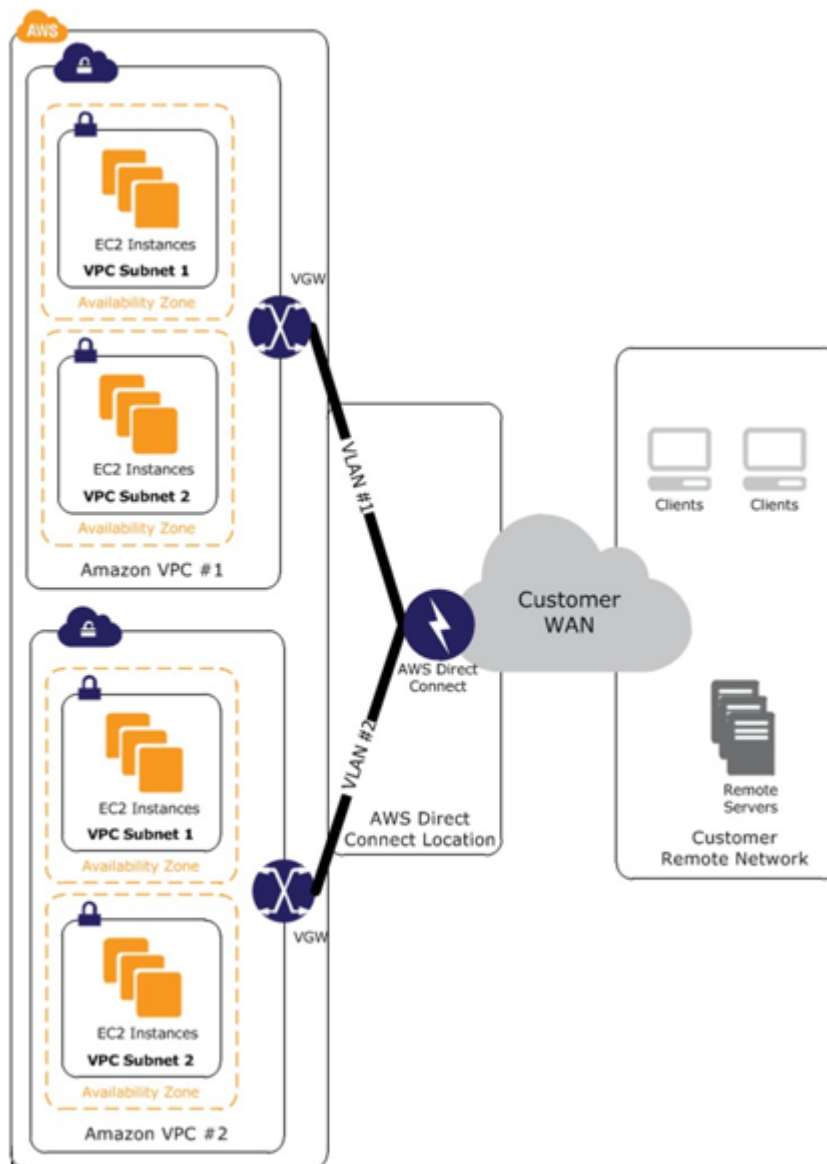 AWS
EC2 Instances
VPC Subnet 1
Availability Zone
VGW
EC2 Instances
VPC Subnet 2
Availability Zone
Amazon VPC #1
VLAN #1
Clients
Clients
Customer
WAN
AWS Direct
Connect
EC2 Instances
VPC Subnet 1
Availability Zone
VLAN #2
Remote
Servers
AWS Direct
Connect Location
Customer
Remote Network
VGW
EC2 Instances
VPC Subnet 2
Availability Zone
Amazon VPC #2